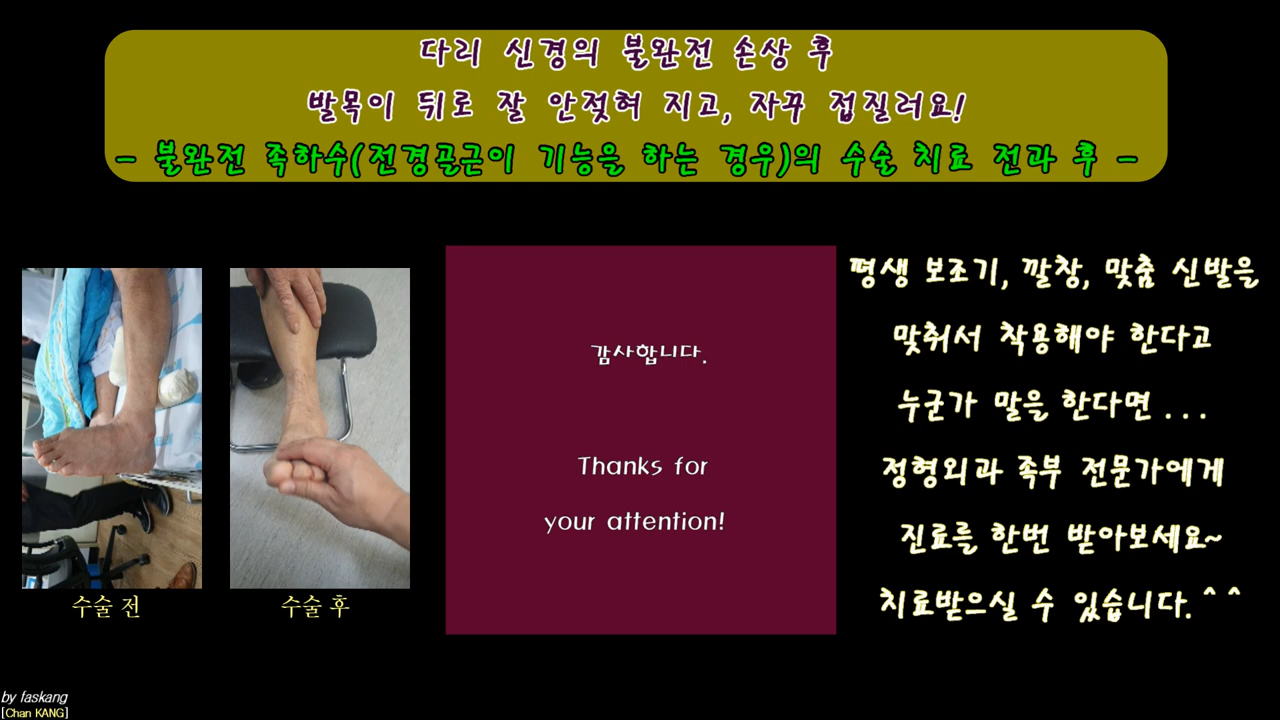 다리 신경의 불완전 손상 후
발목이 뒤로 잘 안젖혀 지고, 자꾸 접질러요!
- 불완전 족하수(전경골근이 기능을 하는 경우)의 수술 치료 전과 후 -
수술 전
수술 후
감사합니다.
Thanks for
your attention!
평생 보조기, 깔창, 맞춤 신발을
맞춰서 착용해야 한다고
누군가 말을 한다면 . . .
정형외과 족부 전문가에게
진료를 한번 받아보세요~
치료받으실 수 있습니다. ^ ^
by faskang
[Chan KANG]